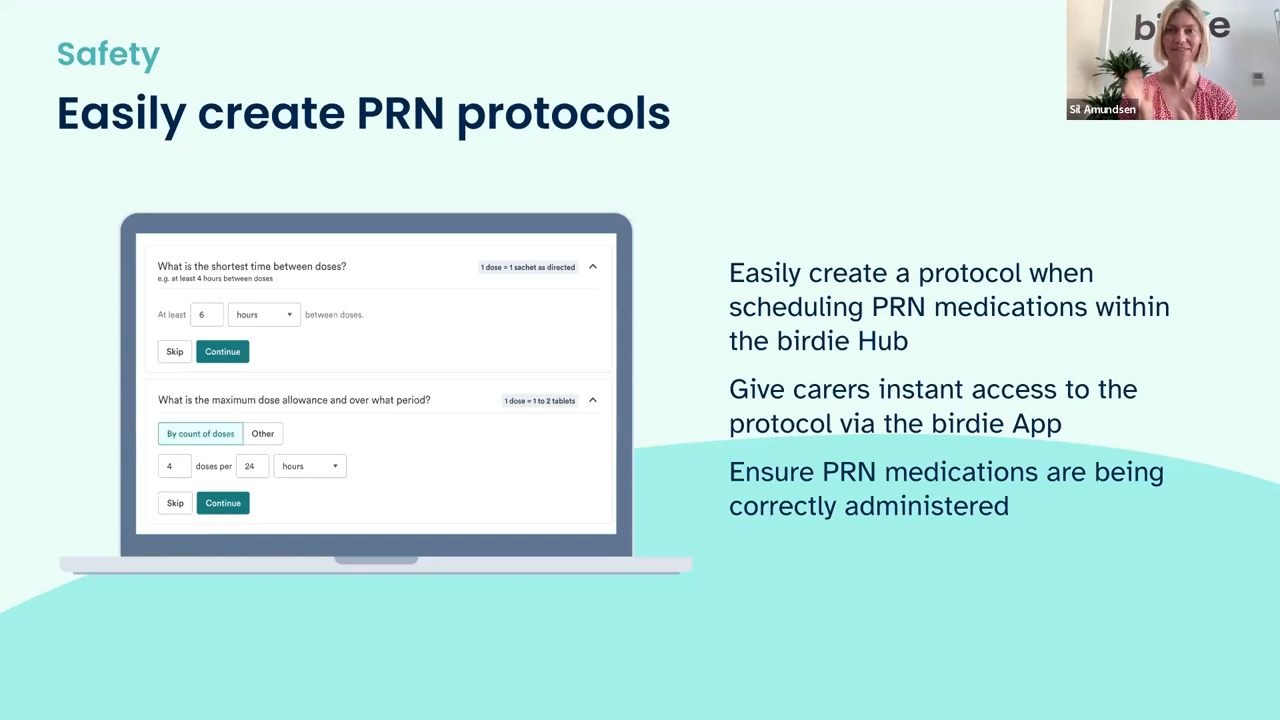 Safety
Easily create PRN protocols
Sil Amundsen
What is the shortest time between doses?
1 dose = 1 sachet as directed
e.g. at least 4 hours between doses
At least 6 hours between doses.
Skip Continue
What is the maximum dose allowance and over what period?
1 dose = 1 to 2 tablets
By count of doses Other
4 doses per 24 hours
Skip Continue
Easily create a protocol when
scheduling PRN medications within
the birdie Hub
Give carers instant access to the
protocol via the birdie App
Ensure PRN medications are being
correctly administered